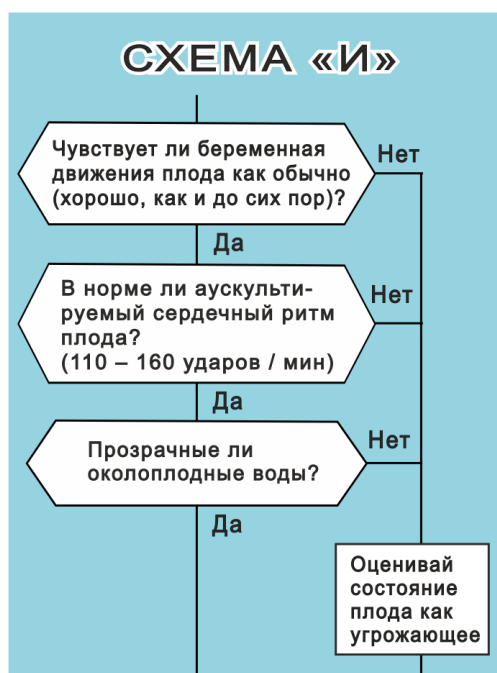 СХЕМА «И»
Чувствует ли беременная
движения плода как обычно
(хорошо, как и до сих пор)?
Нет
Да
В норме ли аускульти-
руемый сердечный ритм
плода?
(110 – 160 ударов / мин)
Нет
Да
Прозрачные ли
околоплодные воды?
Нет
Да
Оценивай
состояние
плода как
угрожающее